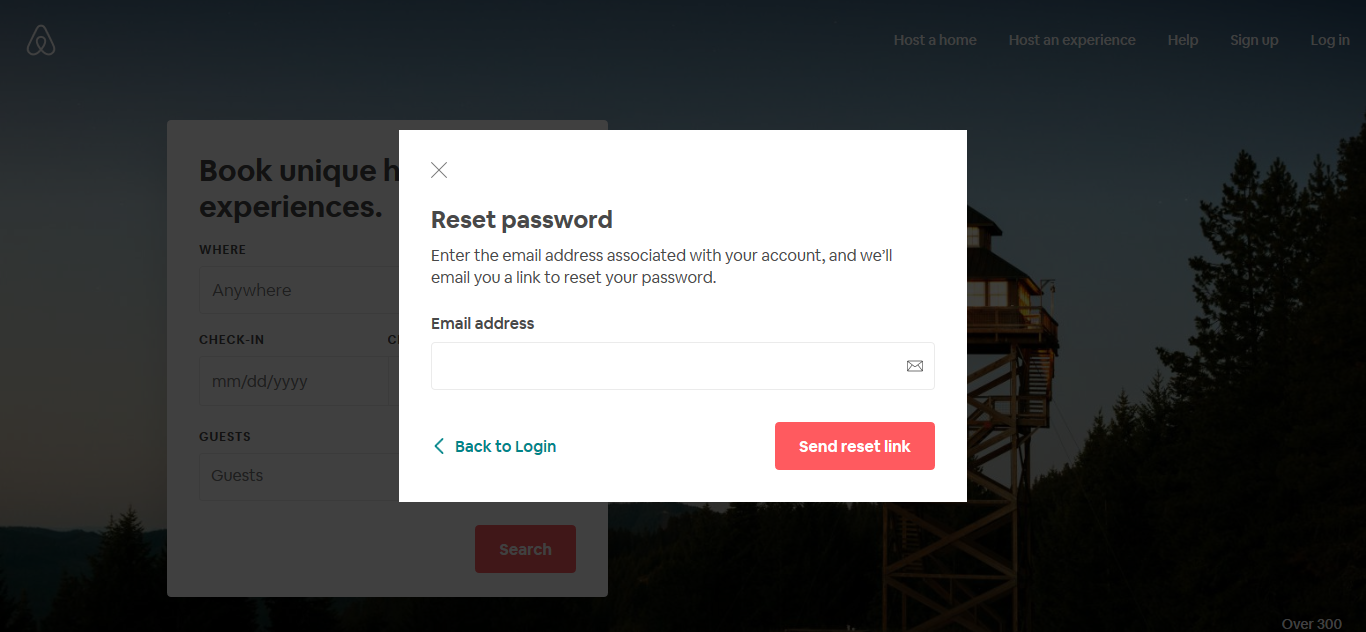 Host a home
Host an experience
Help
Sign up
Log in
Book unique
experiences.
WHERE
Anywhere
CHECK-IN
mm/dd/yyyy
GUESTS
Guests
Search
Reset password
Enter the email address associated with your account, and we'll
email you a link to reset your password.
Email address
Back to Login
Send reset link
Over 300